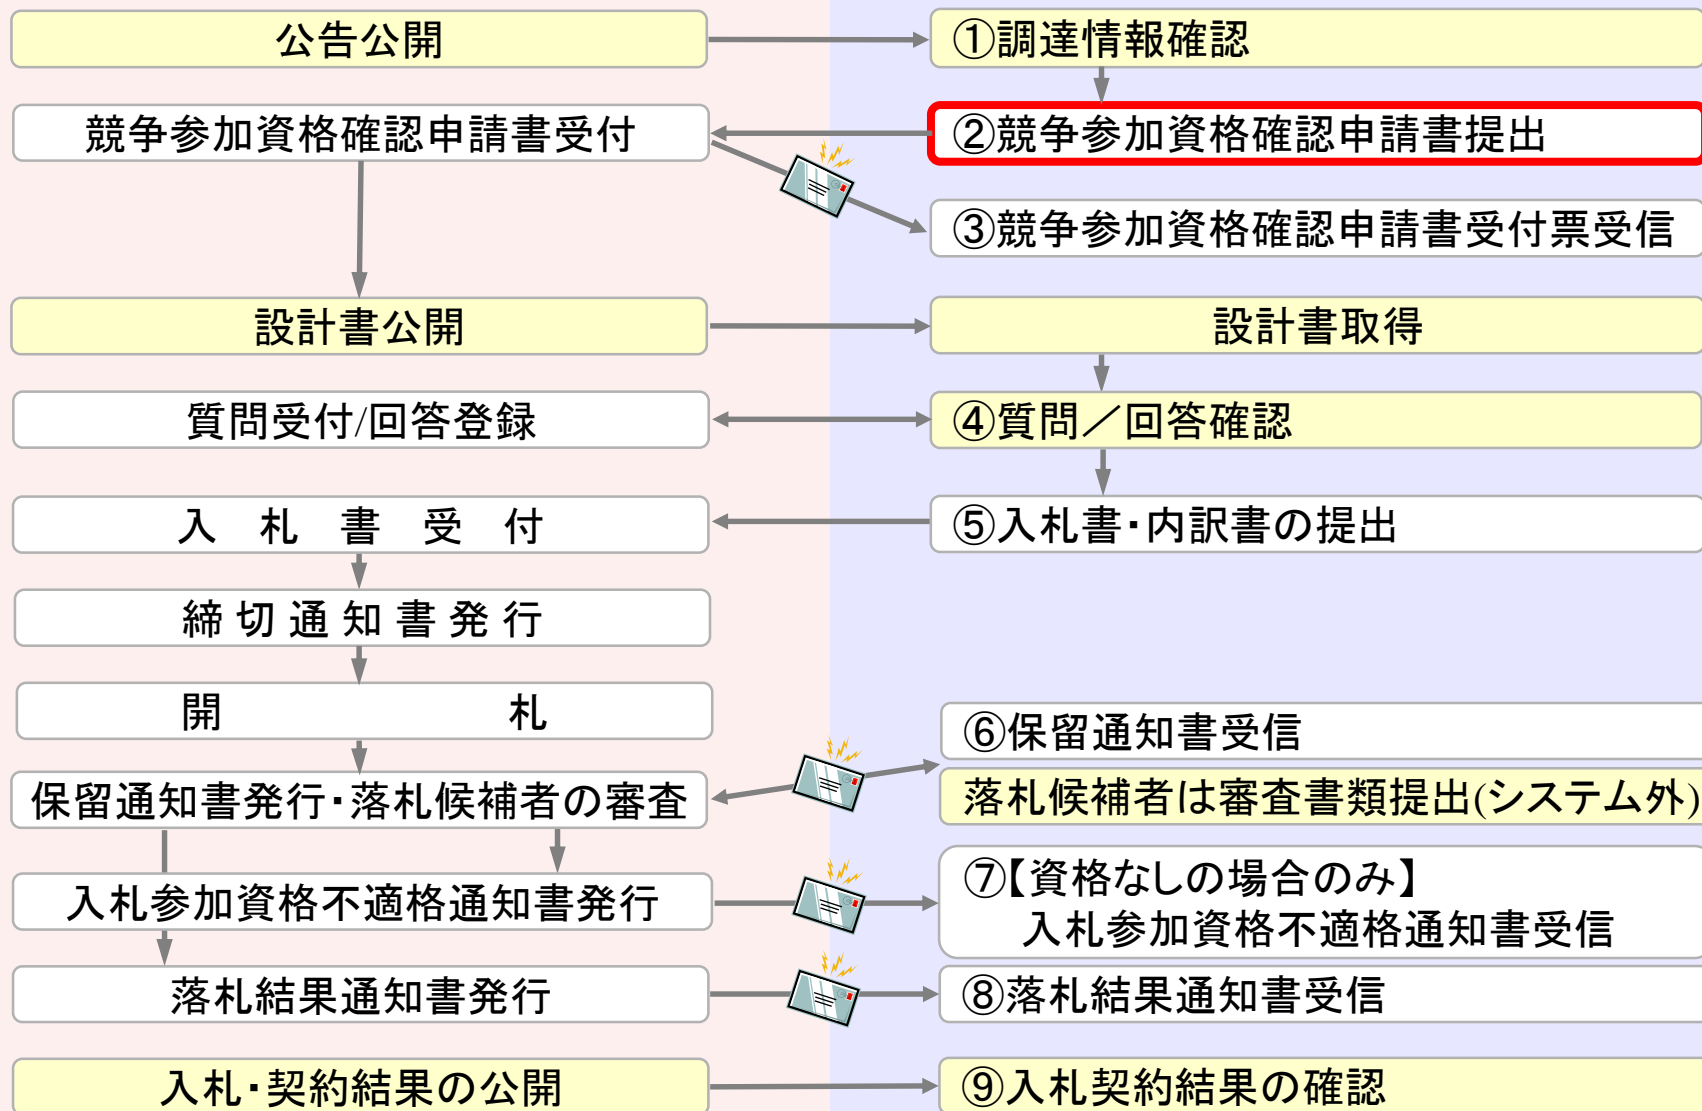 公告公開
①調達情報確認
競争参加資格確認申請書受付
②競争参加資格確認申請書提出
③競争参加資格確認申請書受付票受信
設計書公開
設計書取得
質問受付/回答登録
④質問／回答確認
入　札　書　受　付
⑤入札書・内訳書の提出
締 切 通 知 書 発 行
開　　　　　　　札
⑥保留通知書受信
保留通知書発行・落札候補者の審査
落札候補者は審査書類提出(システム外)
入札参加資格不適格通知書発行
⑦【資格なしの場合のみ】
入札参加資格不適格通知書受信
落札結果通知書発行
⑧落札結果通知書受信
入札・契約結果の公開
⑨入札契約結果の確認